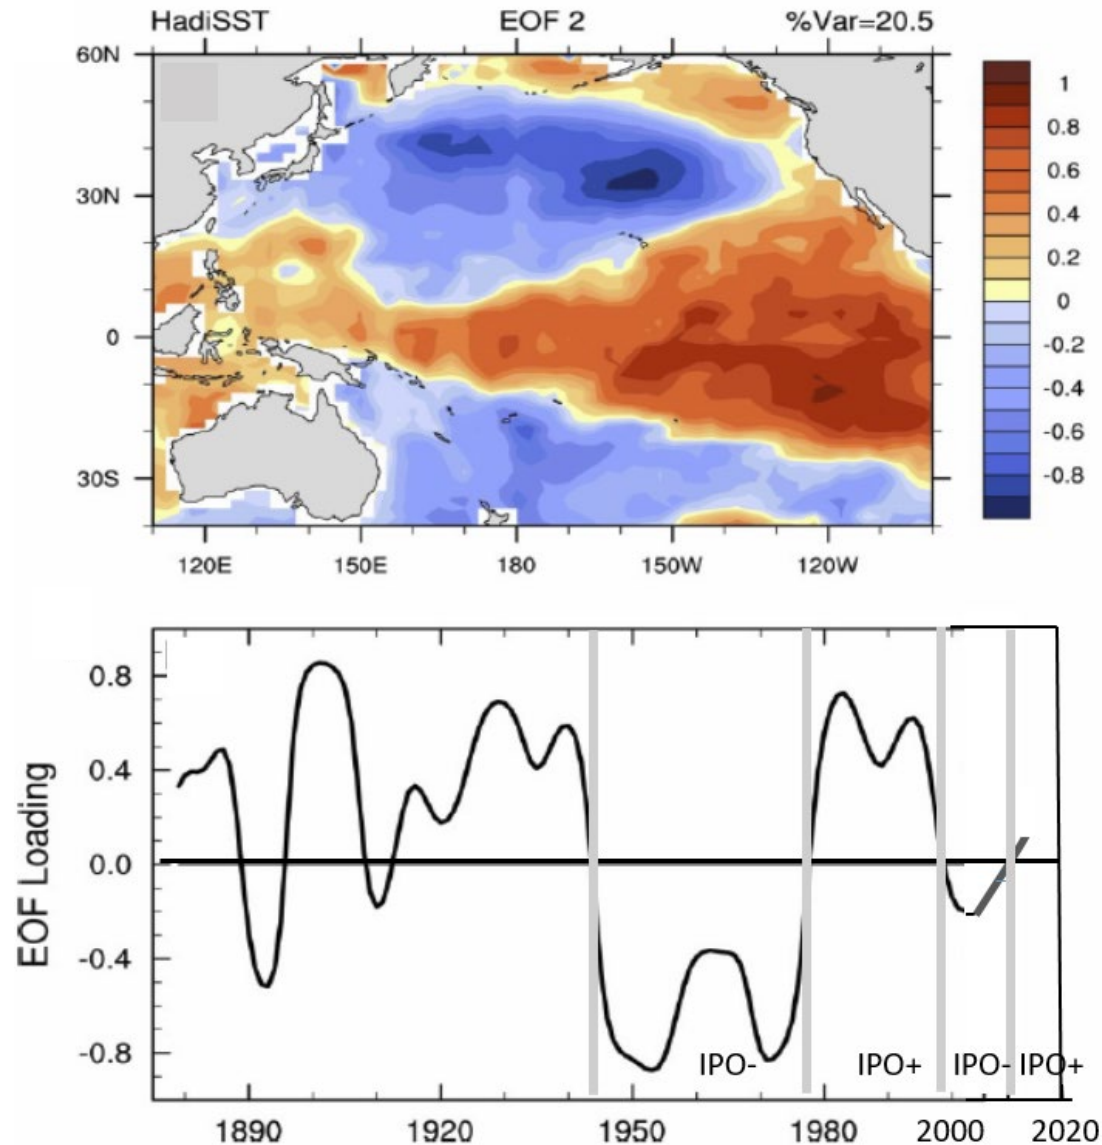 HadiSST EOF 2 %Var=20.5
60N
30N
0
30S
120E 150E 180 150W 120W
1
0.8
0.6
0.4
0.2
0
-0.2
-0.4
-0.6
-0.8
EOF Loading
0.8
0.4
0.0
-0.4
-0.8
IPO- IPO+ IPO- IPO+
1890 1920 1950 1980 2000 2020